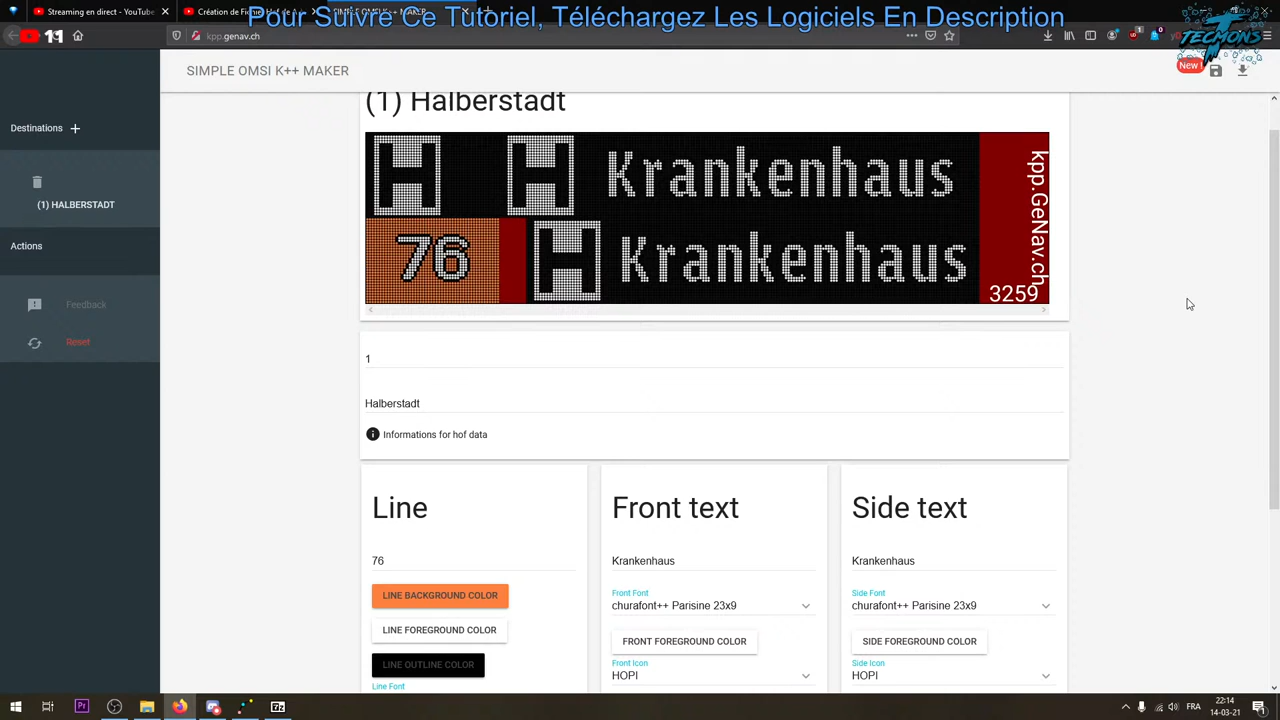 Pour Suivre Ce Tutoriel, Téléchargez Les Logiciels En Description
TECMONS
kpp.genav.ch
SIMPLE OMSI K++ MAKER
New !
Destinations +
(1) HALBERSTADT
Actions
Feedback
Reset
(1) Halberstadt
H H Krankenhaus
76 H Krankenhaus
kpp.GeNav.ch
3259
1
Halberstadt
Informations for hof data
Line
76
LINE BACKGROUND COLOR
LINE FOREGROUND COLOR
LINE OUTLINE COLOR
Line Font
Front text
Krankenhaus
Front Font
churafont++ Parisine 23x9
FRONT FOREGROUND COLOR
Front Icon
HOPI
Side text
Krankenhaus
Side Font
churafont++ Parisine 23x9
SIDE FOREGROUND COLOR
Side Icon
HOPI
FRA
22:14
14-03-21